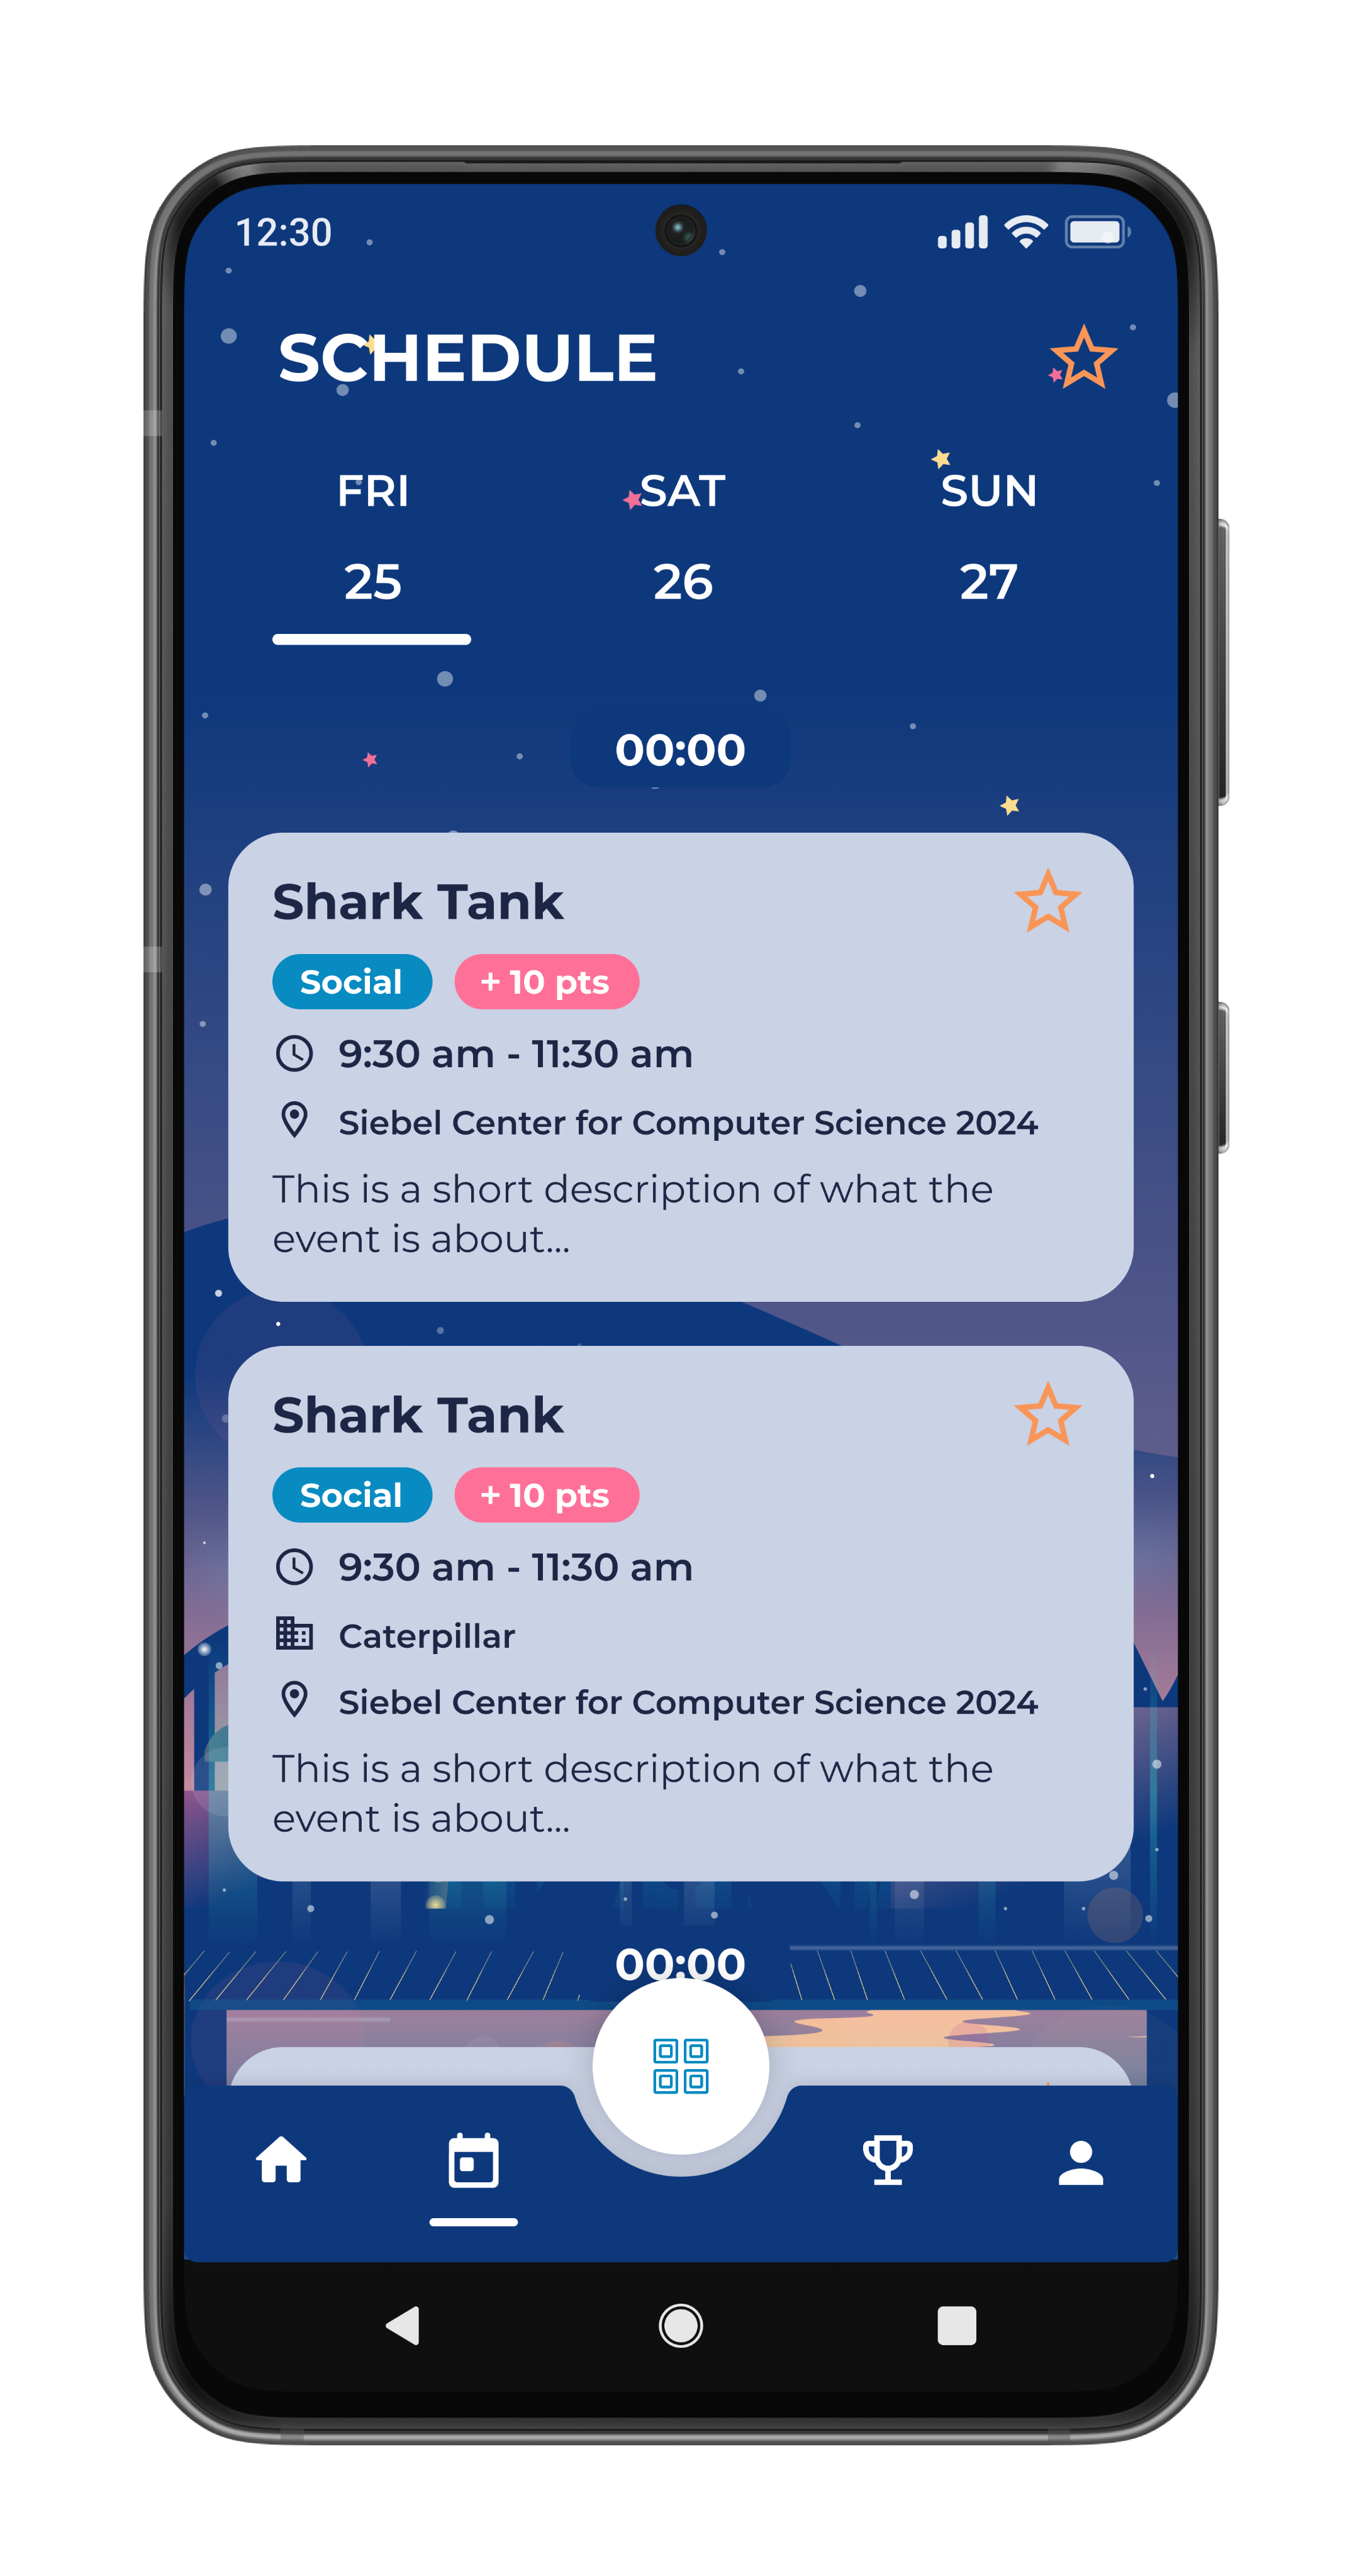 12:30
SCHEDULE
FRI SAT SUN
25 26 27
00:00
Shark Tank
Social + 10 pts
9:30 am - 11:30 am
Siebel Center for Computer Science 2024
This is a short description of what the
event is about...
Shark Tank
Social + 10 pts
9:30 am - 11:30 am
Caterpillar
Siebel Center for Computer Science 2024
This is a short description of what the
event is about...
00:00